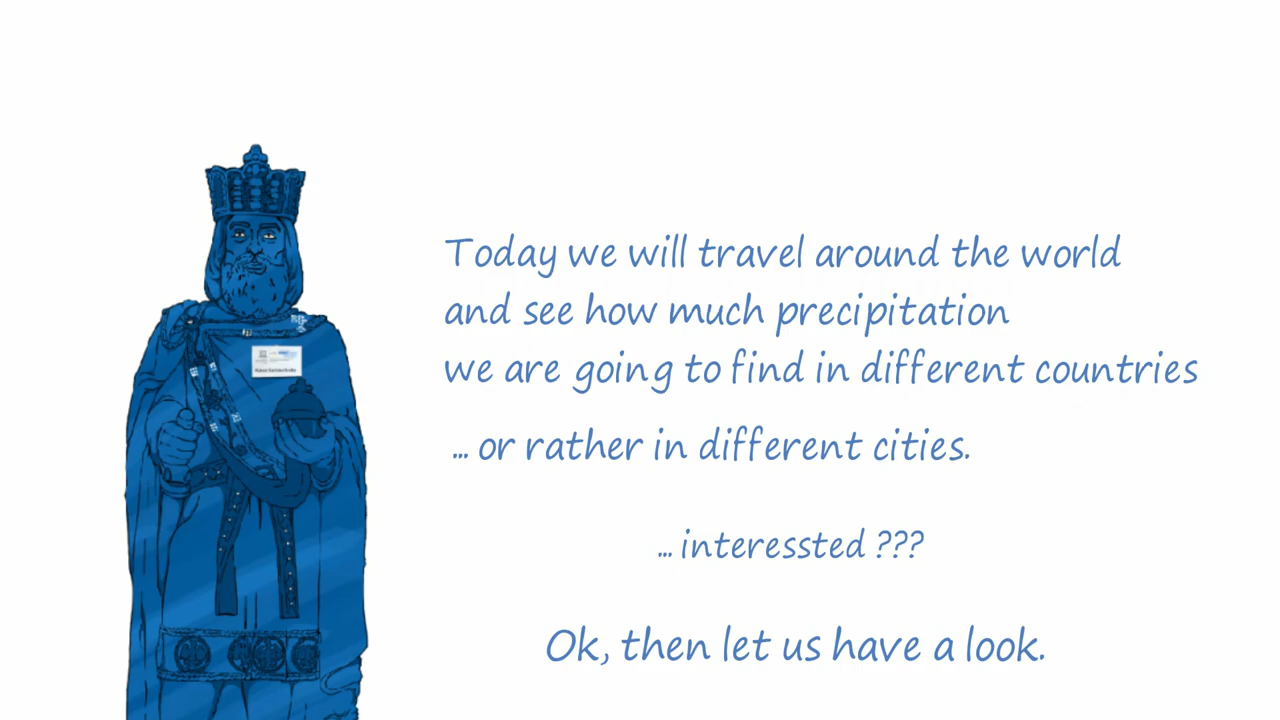 Today we will travel around the world
and see how much precipitation
we are going to find in different countries
... or rather in different cities.
... interessted ???
Ok, then let us have a look.